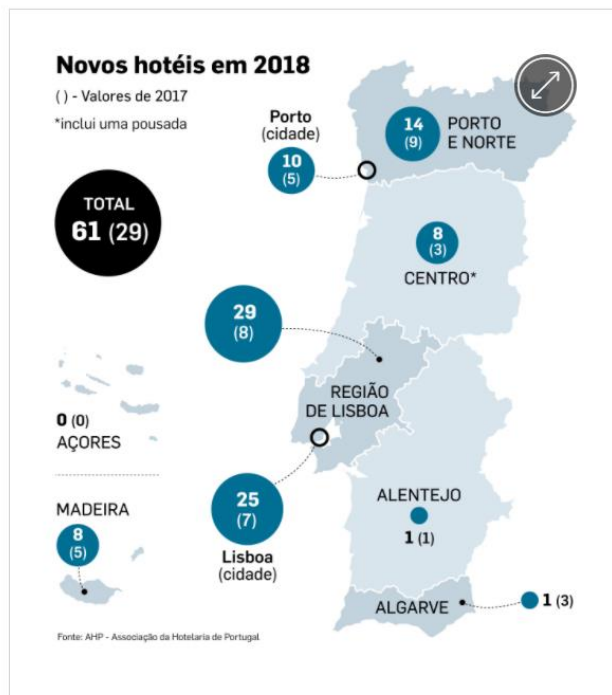 Novos hotéis em 2018
( ) - Valores de 2017
*inclui uma pousada
Porto
(cidade)
10
(5)
14
(9)
PORTO
E NORTE
TOTAL
61 (29)
8
(3)
CENTRO*
29
(8)
REGIÃO
DE LISBOA
0 (0)
AÇORES
MADEIRA
8
(5)
25
(7)
Lisboa
(cidade)
ALENTEJO
1 (1)
ALGARVE
1 (3)
Fonte: AHP - Associação da Hotelaria de Portugal